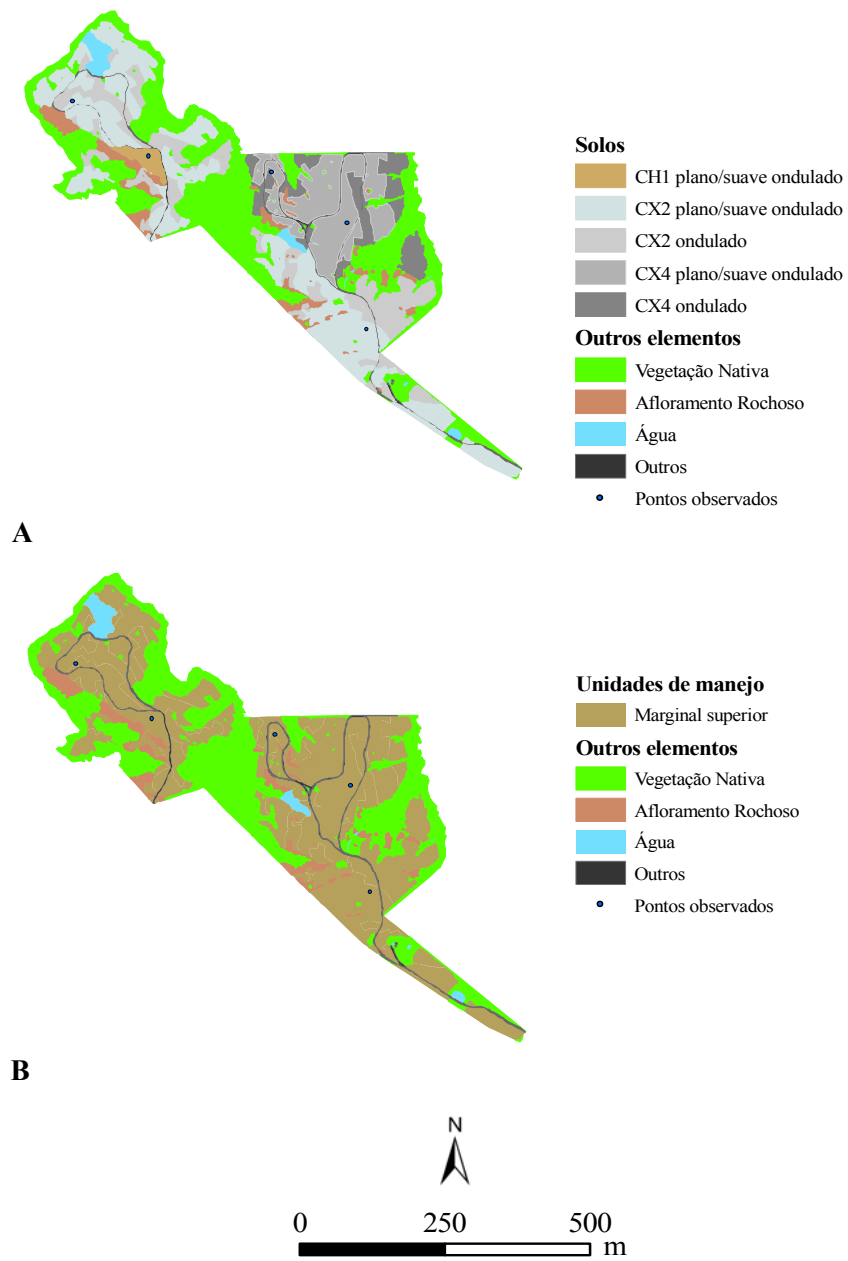 Solos
CH1 plano/suave ondulado
CX2 plano/suave ondulado
CX2 ondulado
CX4 plano/suave ondulado
CX4 ondulado
Outros elementos
Vegetação Nativa
Afloramento Rochoso
Água
Outros
Pontos observados
A
Unidades de manejo
Marginal superior
Outros elementos
Vegetação Nativa
Afloramento Rochoso
Água
Outros
Pontos observados
B
N
0 250 500
m